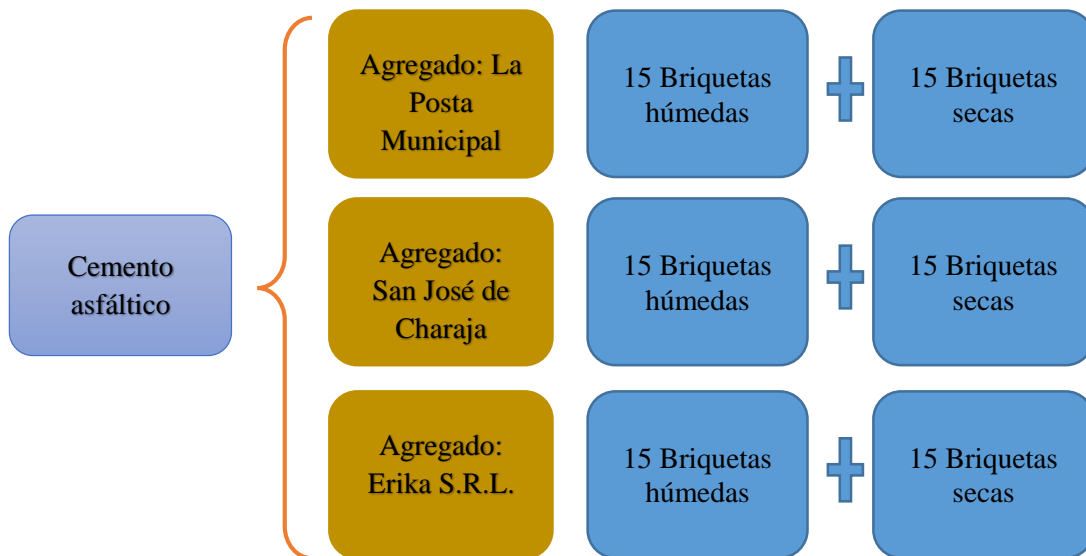 Cemento
asfáltico
Agregado: La
Posta
Municipal
15 Briquetas
húmedas
15 Briquetas
secas
Agregado:
San José de
Charaja
15 Briquetas
húmedas
15 Briquetas
secas
Agregado:
Erika S.R.L.
15 Briquetas
húmedas
15 Briquetas
secas